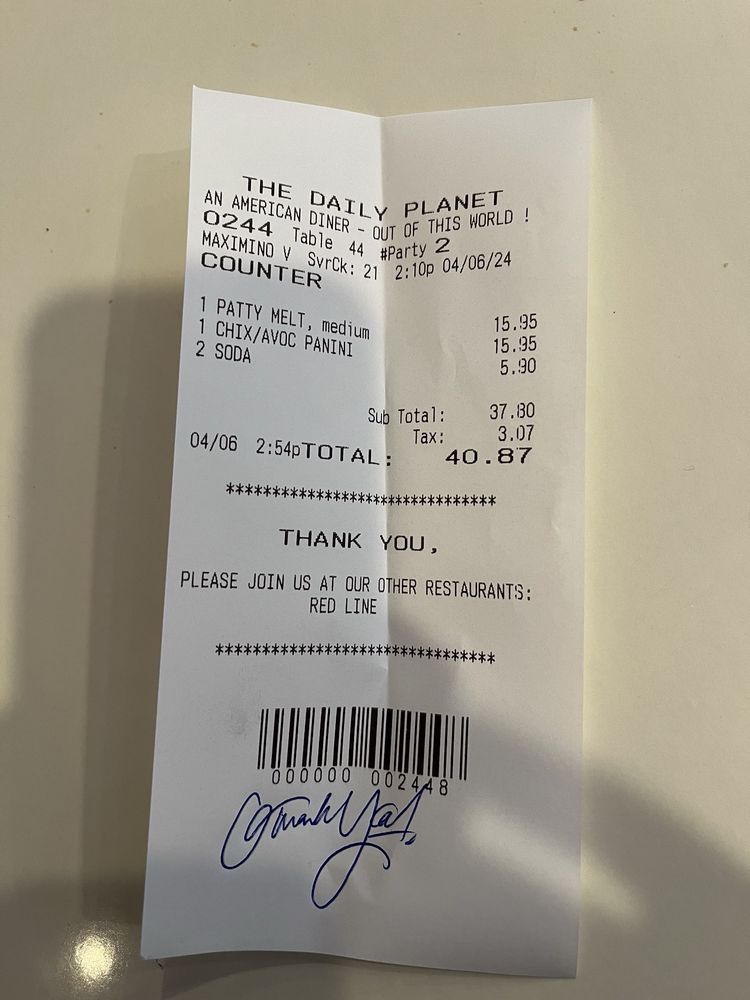 THE DAILY PLANET
AN AMERICAN DINER - OUT OF THIS WORLD !
0244 Table 44 #Party 2
MAXIMINO V SvrCk: 21 2:10p 04/06/24
COUNTER
1 PATTY MELT, medium 15.95
1 CHIX/AVOC PANINI 15.95
2 SODA 5.90
Sub Total: 37.80
Tax: 3.07
04/06 2:54pTOTAL: 40.87
*******************************
THANK YOU,
PLEASE JOIN US AT OUR OTHER RESTAURANTS:
RED LINE
*******************************
000000 002448